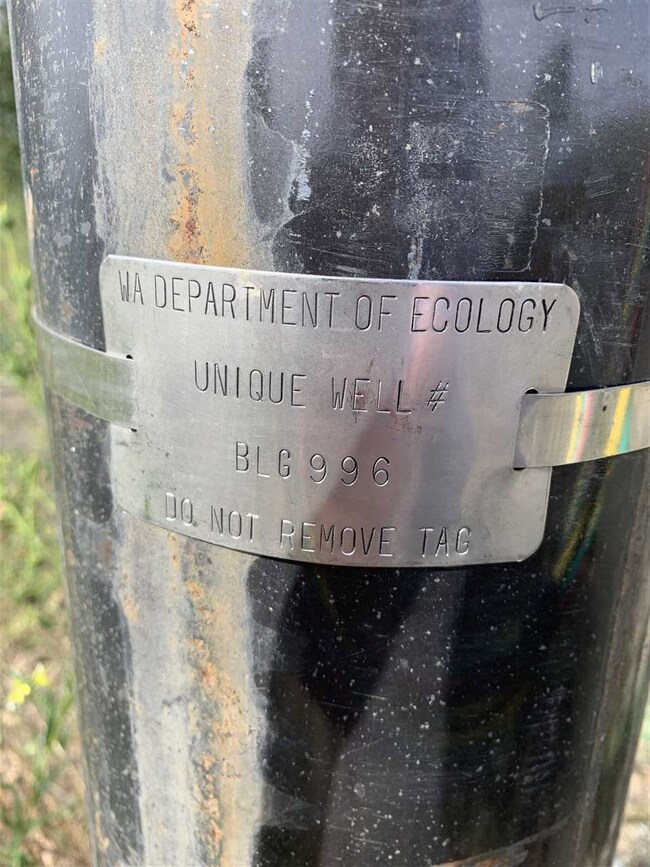 WA DEPARTMENT OF ECOLOGY
UNIQUE WELL #
BLG 996
DO NOT REMOVE TAG